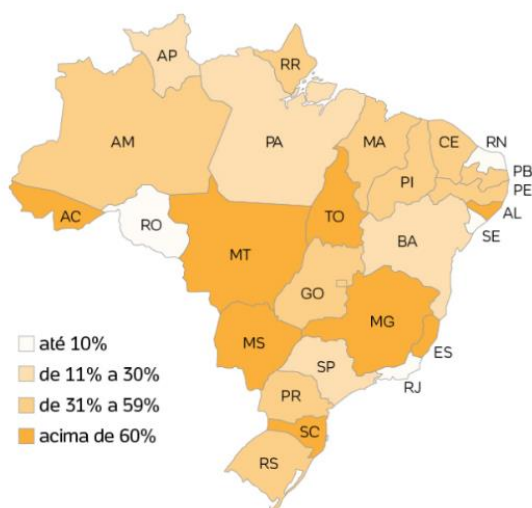 AP
RR
AM
PA
MA
CE
RN
PB
PE
AL
SE
PI
AC
RO
TO
BA
MT
GO
MG
ES
RJ
MS
SP
PR
SC
RS
até 10%
de 11% a 30%
de 31% a 59%
acima de 60%